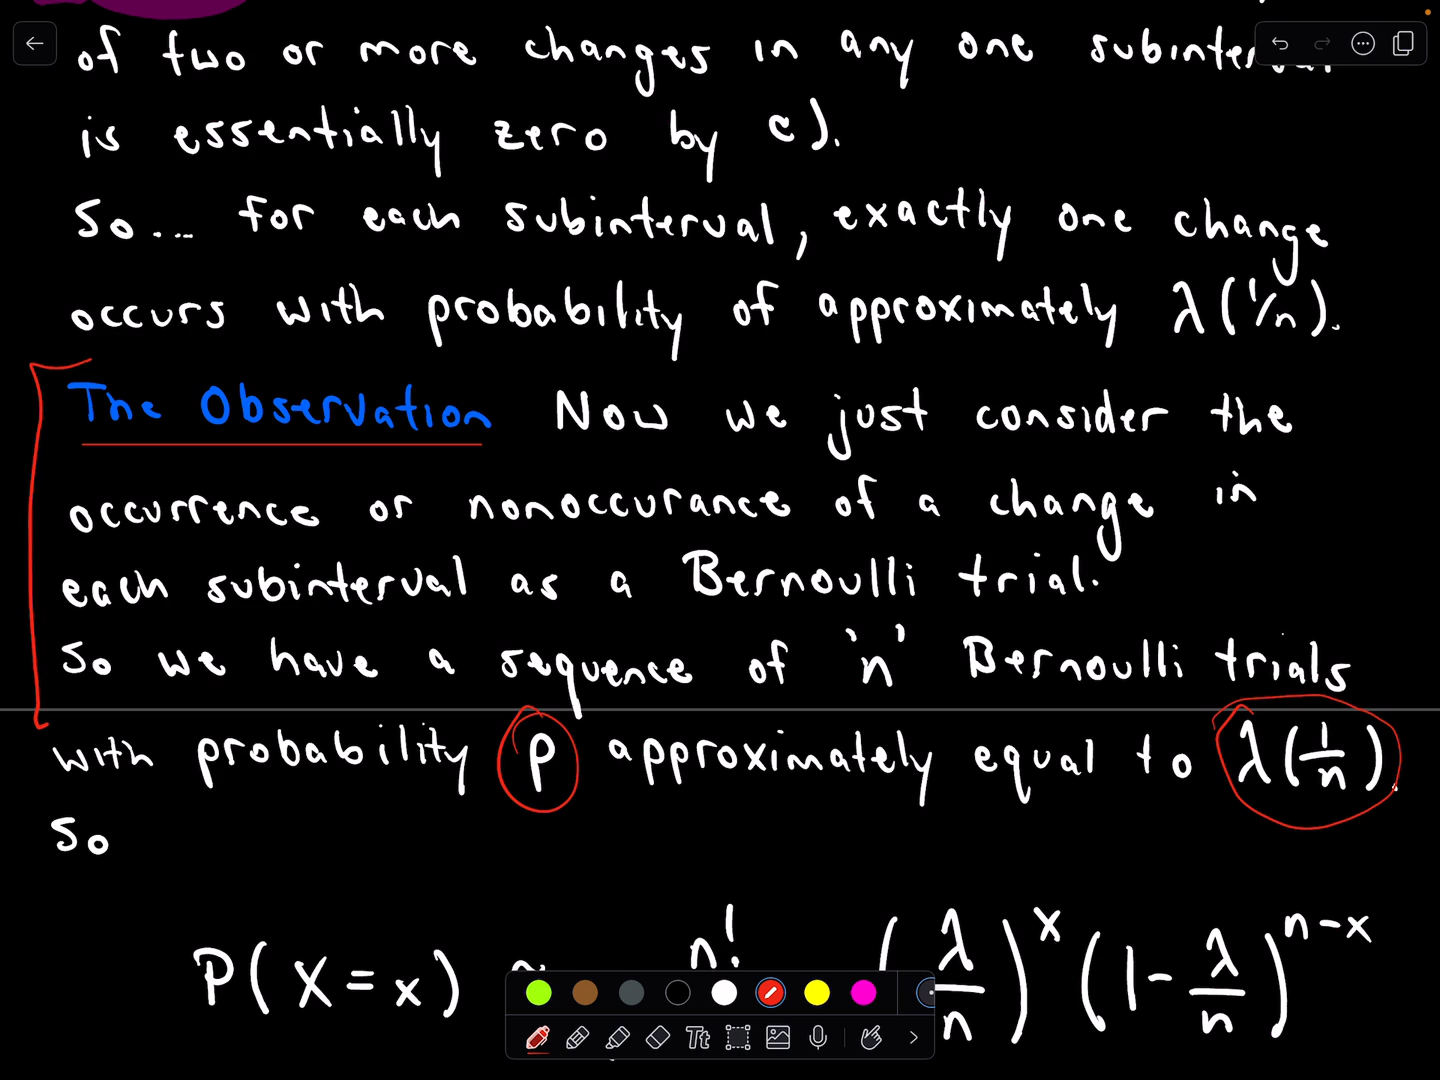 of two or more changes in any one
is essentially zero by c).
So... for each subinterval, exactly one change
occurs with probability of approximately λ(1/n).
The Observation Now we just consider the
occurrence or nonoccurance of a change in
each subinterval as a Bernoulli trial.
So we have a sequence of 'n' Bernoulli trials
with probability p approximately equal to λ(1/n).
So
P(X=x) ≈ n! (λ/n)^x (1-λ/n)^n-x
Tt